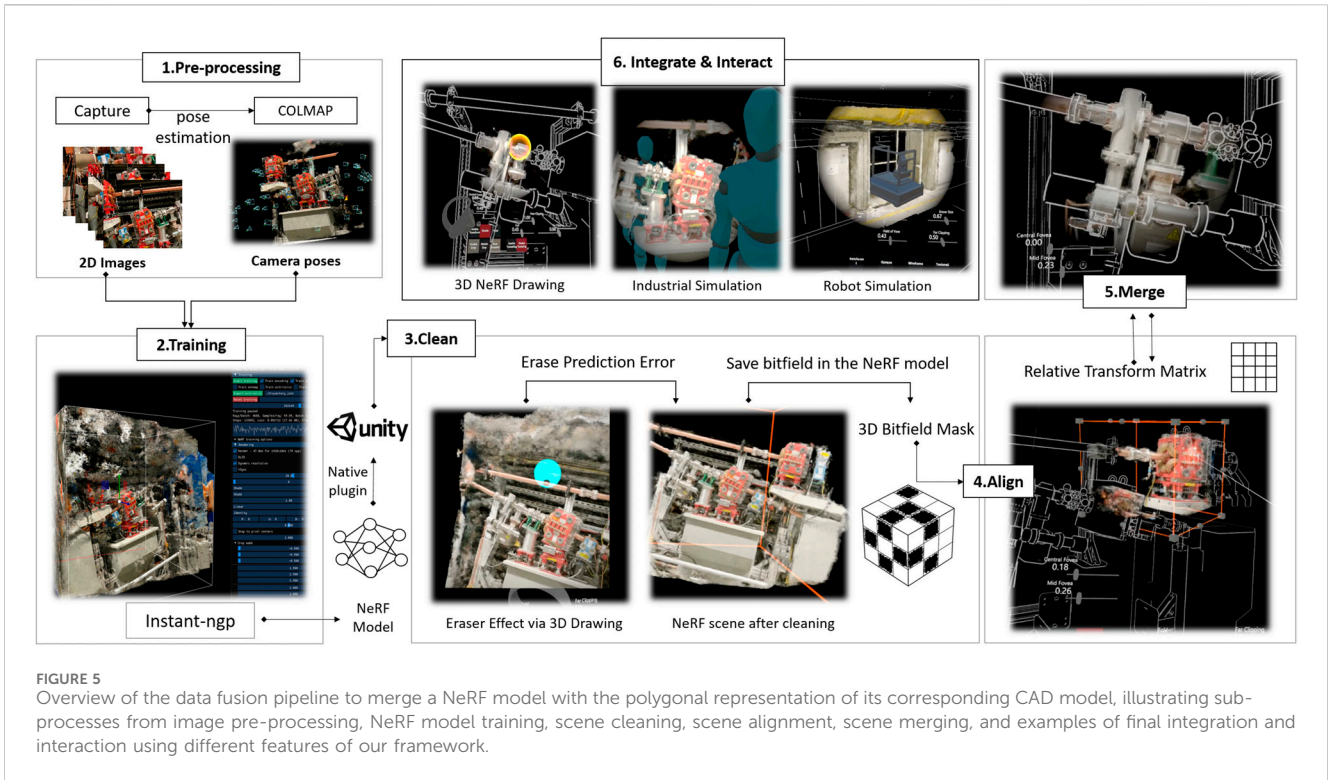 1.Pre-processing
Capture
pose
estimation
COLMAP
2D Images
Camera poses
6. Integrate & Interact
3D NeRF Drawing
Industrial Simulation
Robot Simulation
Central Fovea
0.00
Mid Fovea
0.23
5.Merge
Relative Transform Matrix
2.Training
Instant-ngp
NeRF
Model
Native
plugin
unity
3.Clean
Erase Prediction Error
Save bitfield in the NeRF model
Eraser Effect via 3D Drawing
NeRF scene after cleaning
3D Bitfield Mask
4.Align
Central Fovea
0.18
Mid Fovea
0.26
FIGURE 5
Overview of the data fusion pipeline to merge a NeRF model with the polygonal representation of its corresponding CAD model, illustrating sub-
processes from image pre-processing, NeRF model training, scene cleaning, scene alignment, scene merging, and examples of final integration and
interaction using different features of our framework.